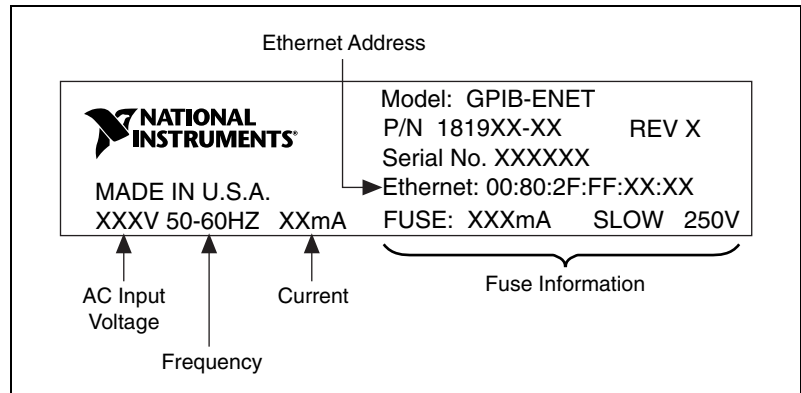 Ethernet Address
NATIONAL
INSTRUMENTS®
MADE IN U.S.A.
XXXV 50-60HZ XXmA
Model: GPIB-ENET
P/N 1819XX-XX REV X
Serial No. XXXXXX
Ethernet: 00:80:2F:FF:XX:XX
FUSE: XXXmA SLOW 250V
AC Input
Voltage
Frequency
Current
Fuse Information